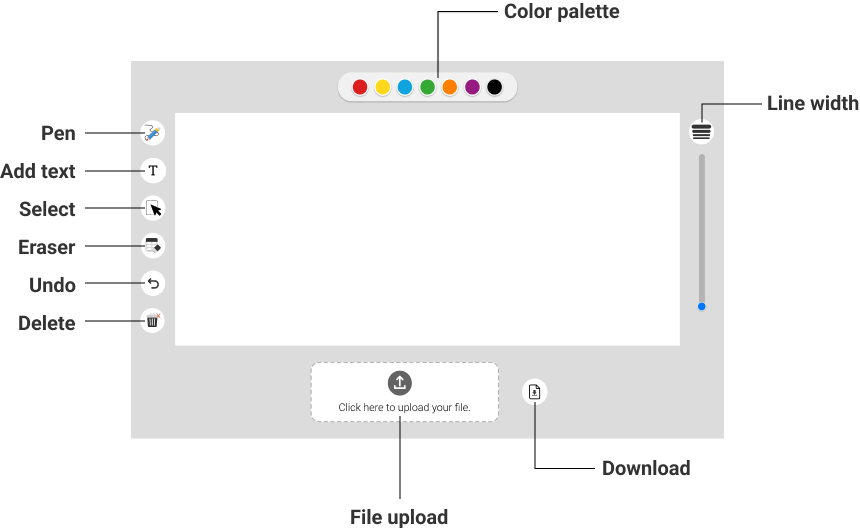 Color palette
Line width
Pen
Add text
T
Select
Eraser
Undo
Delete
Click here to upload your file.
Download
File upload